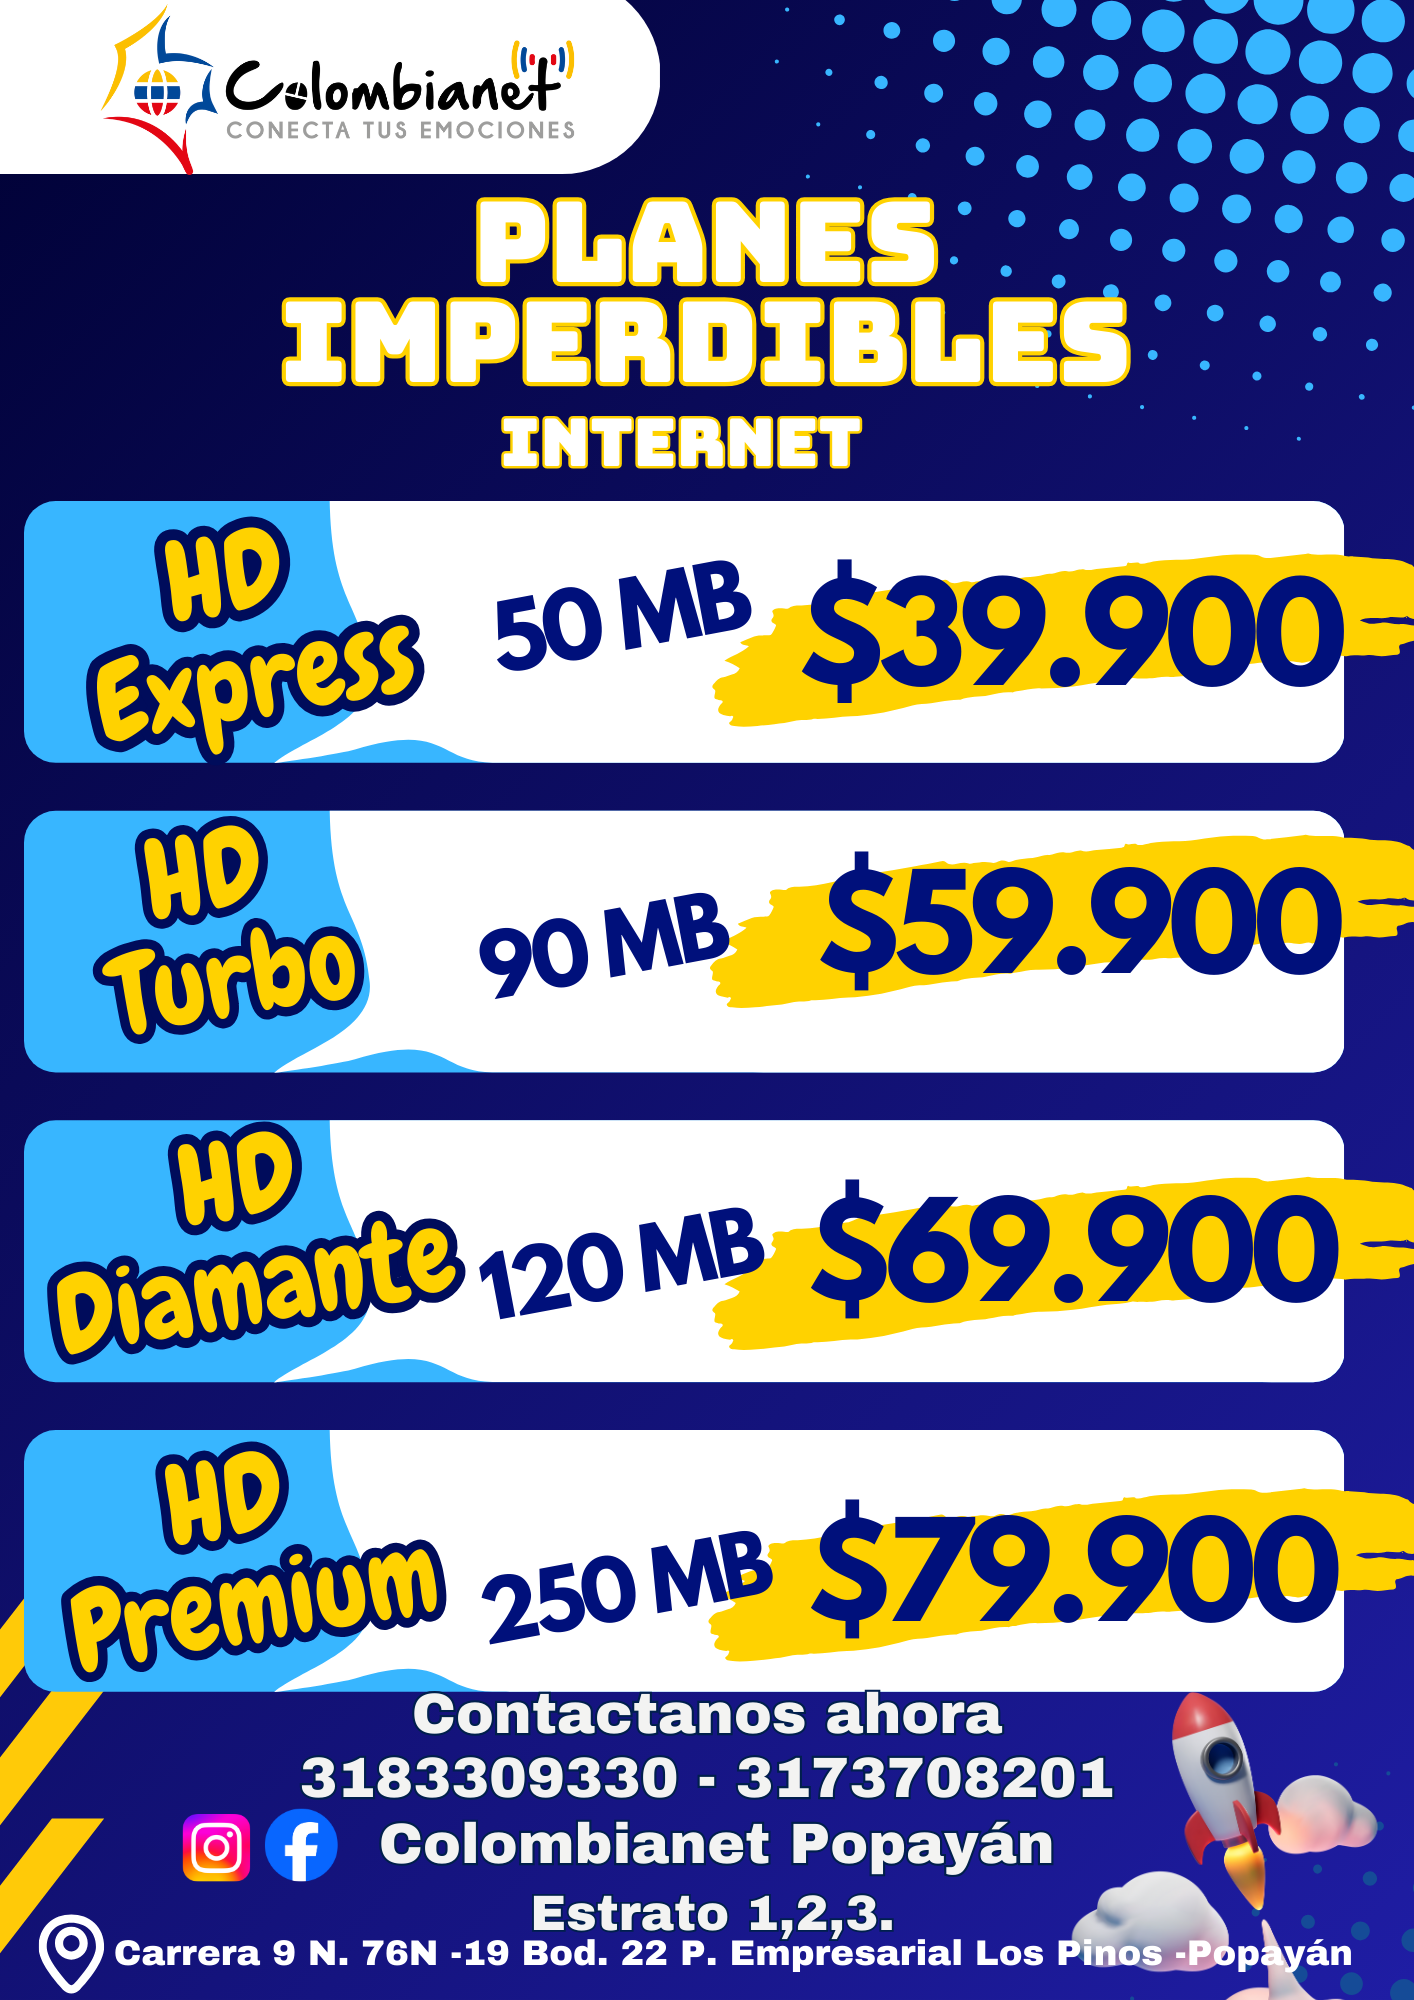 Colombianet
CONECTA TUS EMOCIONES
PLANES
IMPERDIBLES
INTERNET
HD
Express
50 MB
$39.900
HD
Turbo
90 MB
$59.900
HD
Diamante
120 MB
$69.900
HD
Premium
250 MB
$79.900
Contactanos ahora
3183309330 - 3173708201
Colombianet Popayán
Estrato 1,2,3.
Carrera 9 N. 76N -19 Bod. 22 P. Empresarial Los Pinos -Popayán